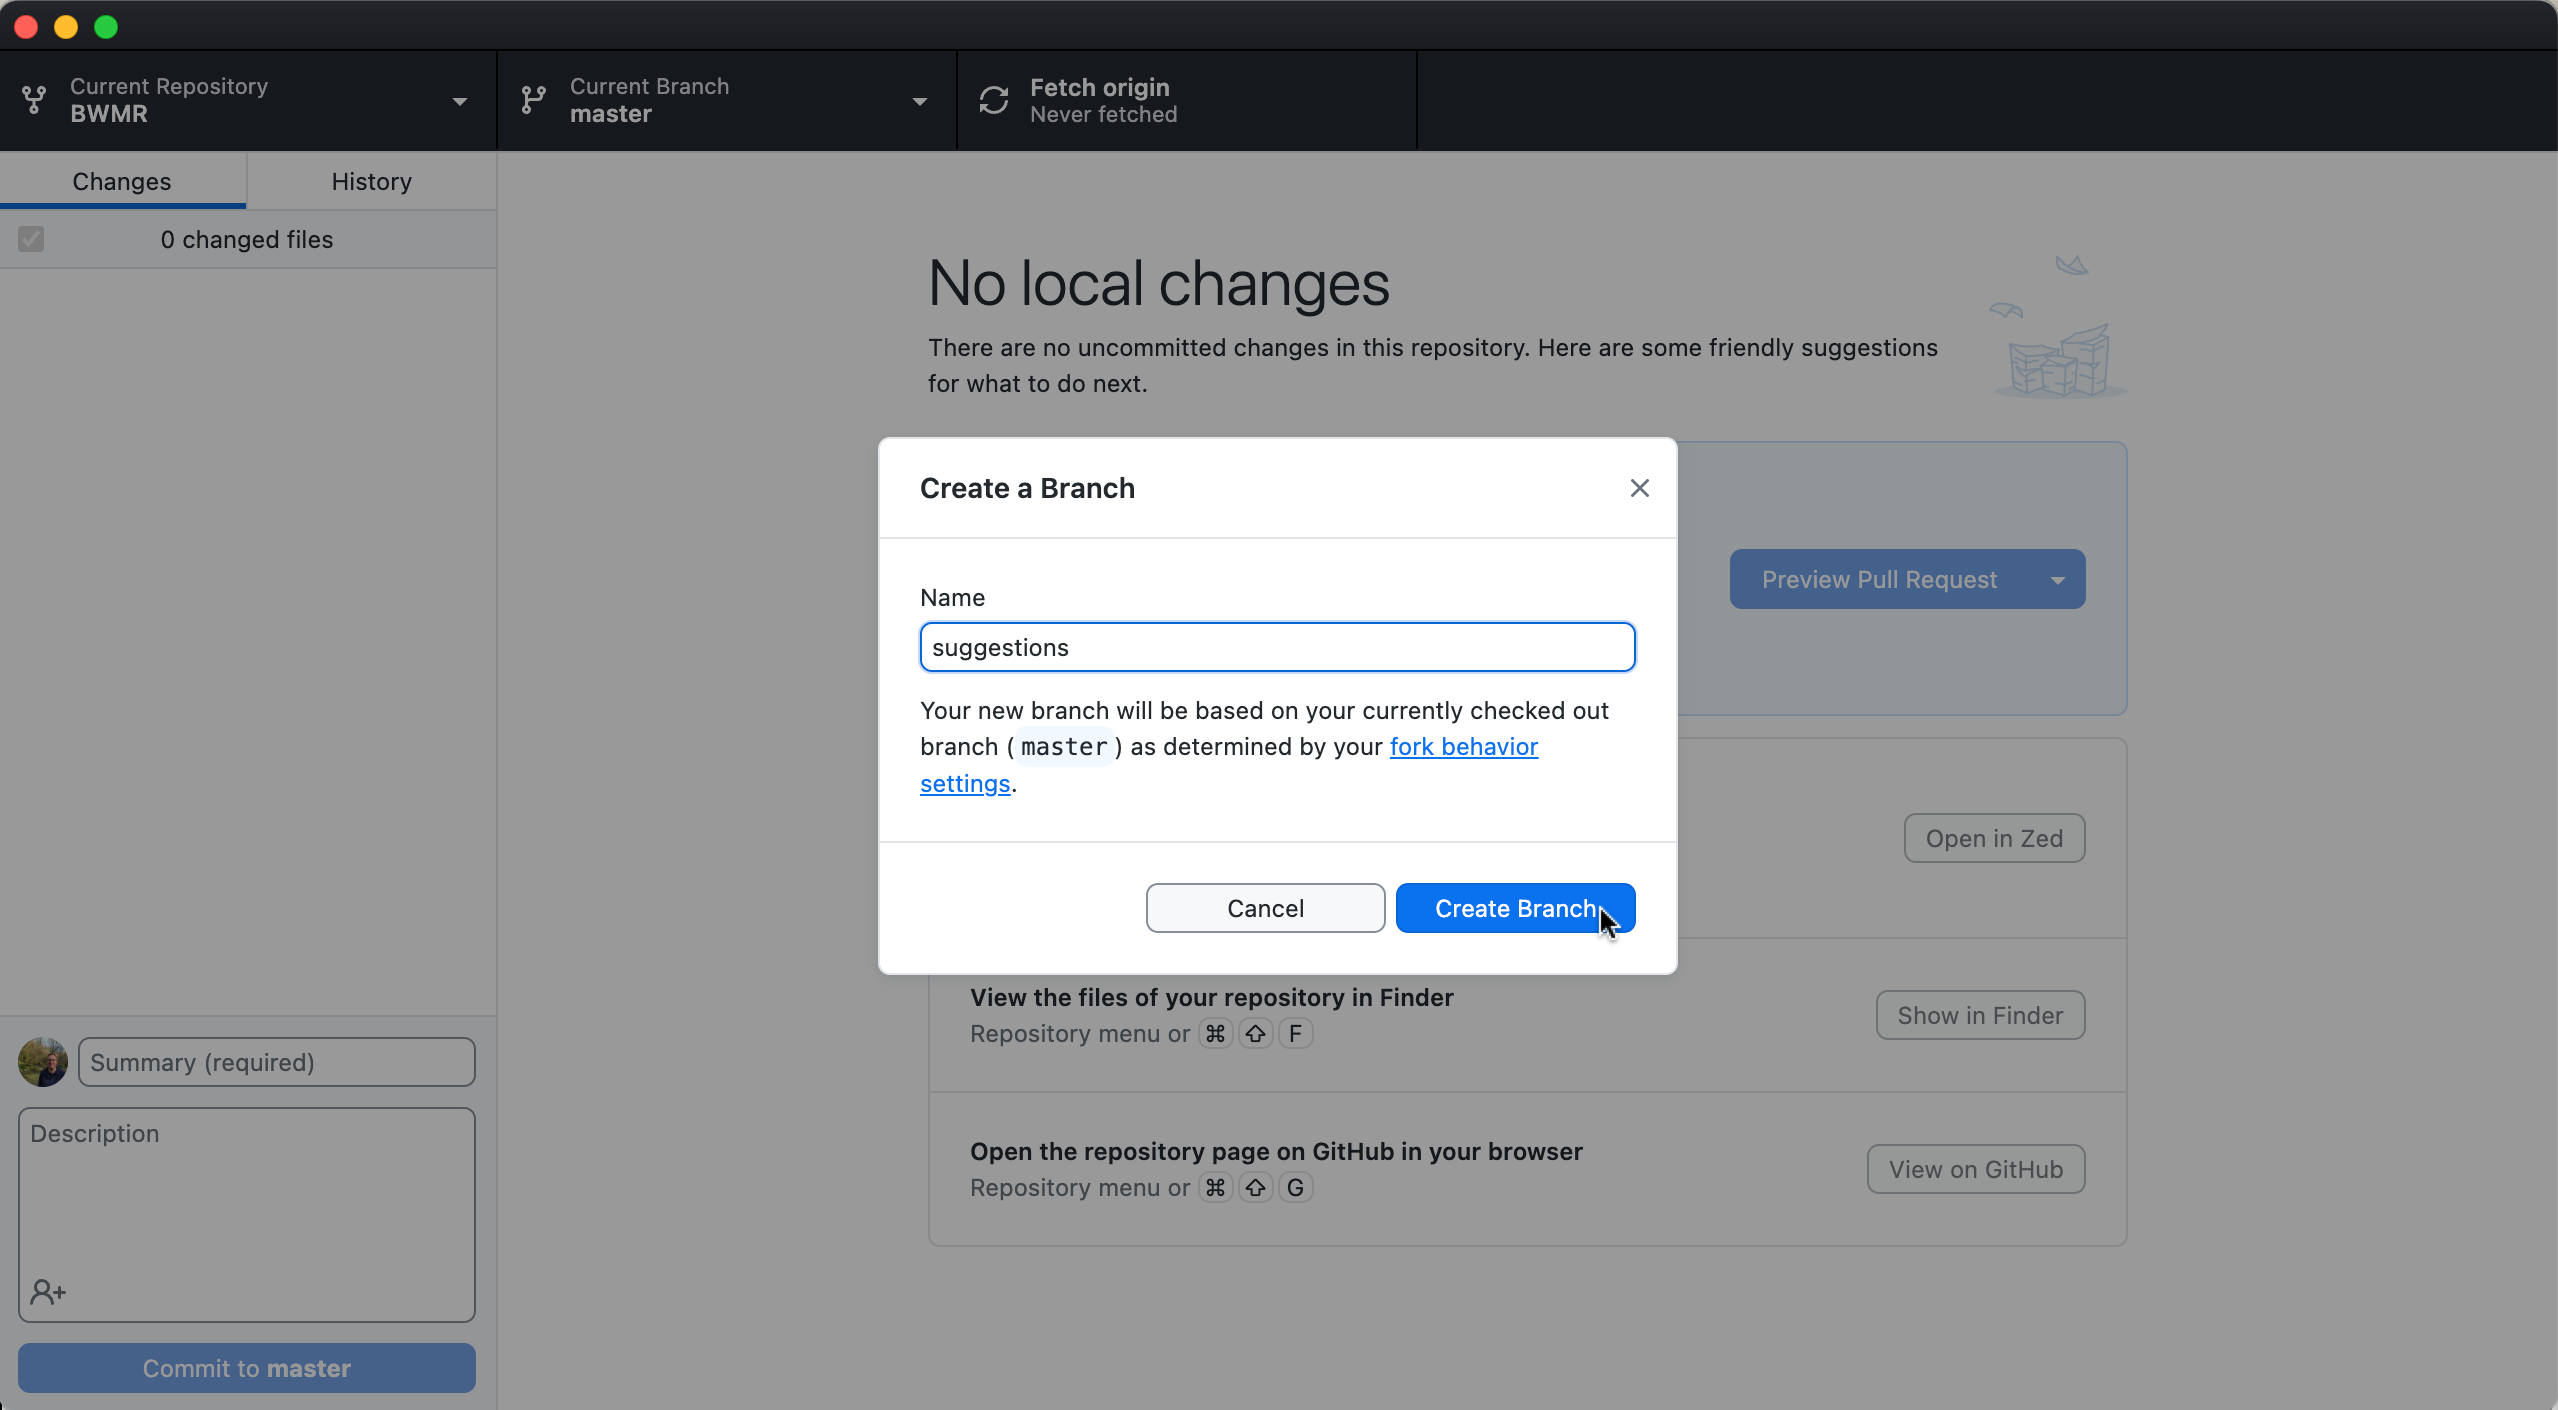 Current Repository
BWMR
Current Branch
master
Fetch origin
Never fetched
Changes
History
0 changed files
No local changes
There are no uncommitted changes in this repository. Here are some friendly suggestions
for what to do next.
Create a Branch
Name
suggestions
Your new branch will be based on your currently checked out
branch (master) as determined by your fork behavior
settings.
Cancel
Create Branch
Preview Pull Request
Open in Zed
View the files of your repository in Finder
Repository menu or ⌘ ⇧ F
Show in Finder
Open the repository page on GitHub in your browser
Repository menu or ⌘ ⇧ G
View on GitHub
Summary (required)
Description
Commit to master